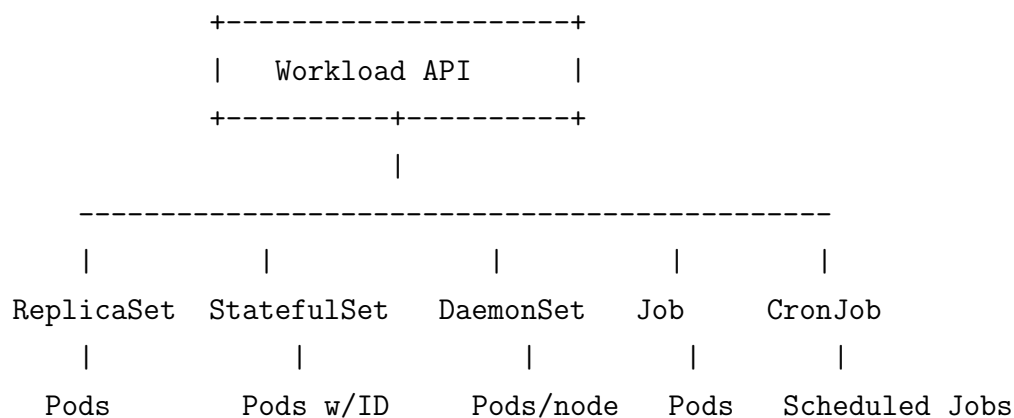 Workload API
ReplicaSet StatefulSet DaemonSet Job CronJob
Pods Pods w/ID Pods/node Pods Scheduled Jobs